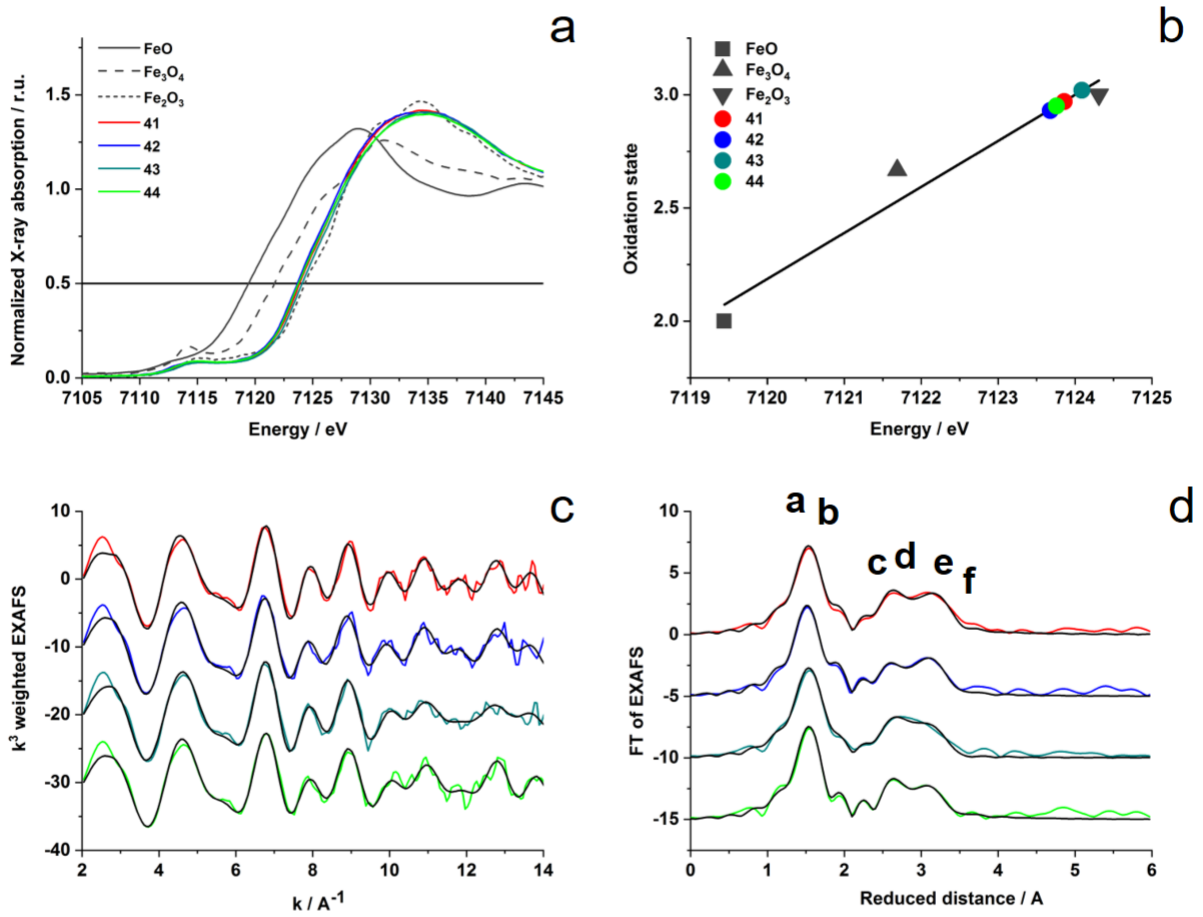 a
Normalized X-ray absorption / r.u.
1.5
1.0
0.5
0.0
FeO
Fe₃O₄
Fe₂O₃
41
42
43
44
7105 7110 7115 7120 7125 7130 7135 7140 7145
Energy / eV
b
Oxidation state
3.0
2.5
2.0
FeO
Fe₃O₄
Fe₂O₃
41
42
43
44
7119 7120 7121 7122 7123 7124 7125
Energy / eV
c
k³ weighted EXAFS
10
0
-10
-20
-30
-40
2 4 6 8 10 12 14
k / A⁻¹
d
a b
c d e f
FT of EXAFS
10
5
0
-5
-10
-15
0 1 2 3 4 5 6
Reduced distance / A